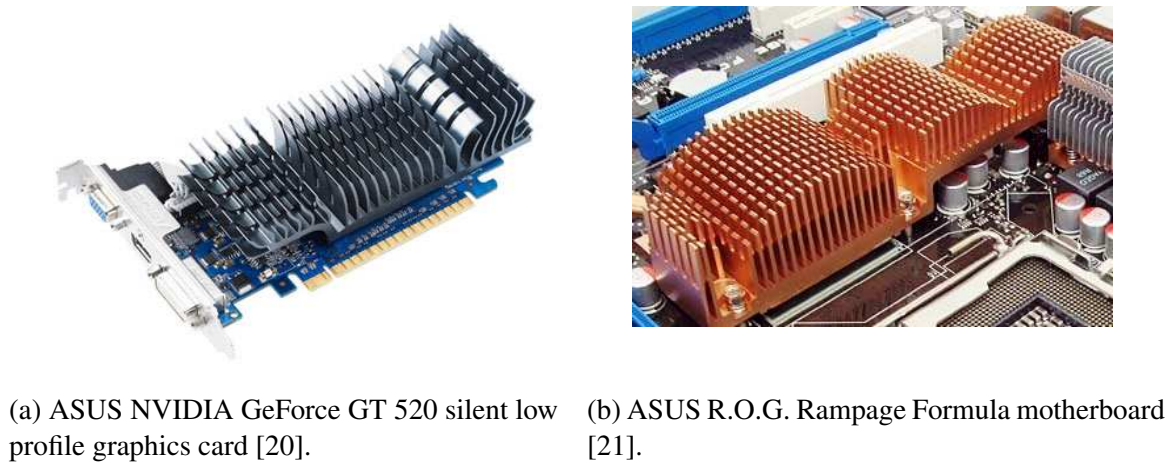 (a) ASUS NVIDIA GeForce GT 520 silent low
profile graphics card [20].
(b) ASUS R.O.G. Rampage Formula motherboard
[21].